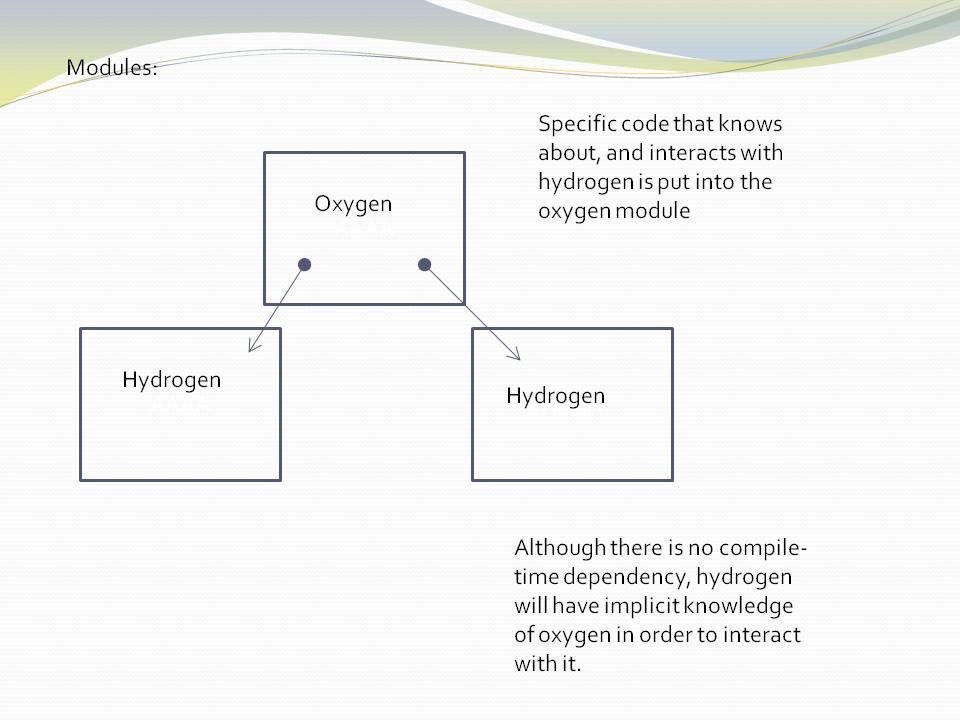 Modules:
Specific code that knows
about, and interacts with
hydrogen is put into the
oxygen module
Oxygen
Hydrogen
Hydrogen
Although there is no compile-
time dependency, hydrogen
will have implicit knowledge
of oxygen in order to interact
with it.